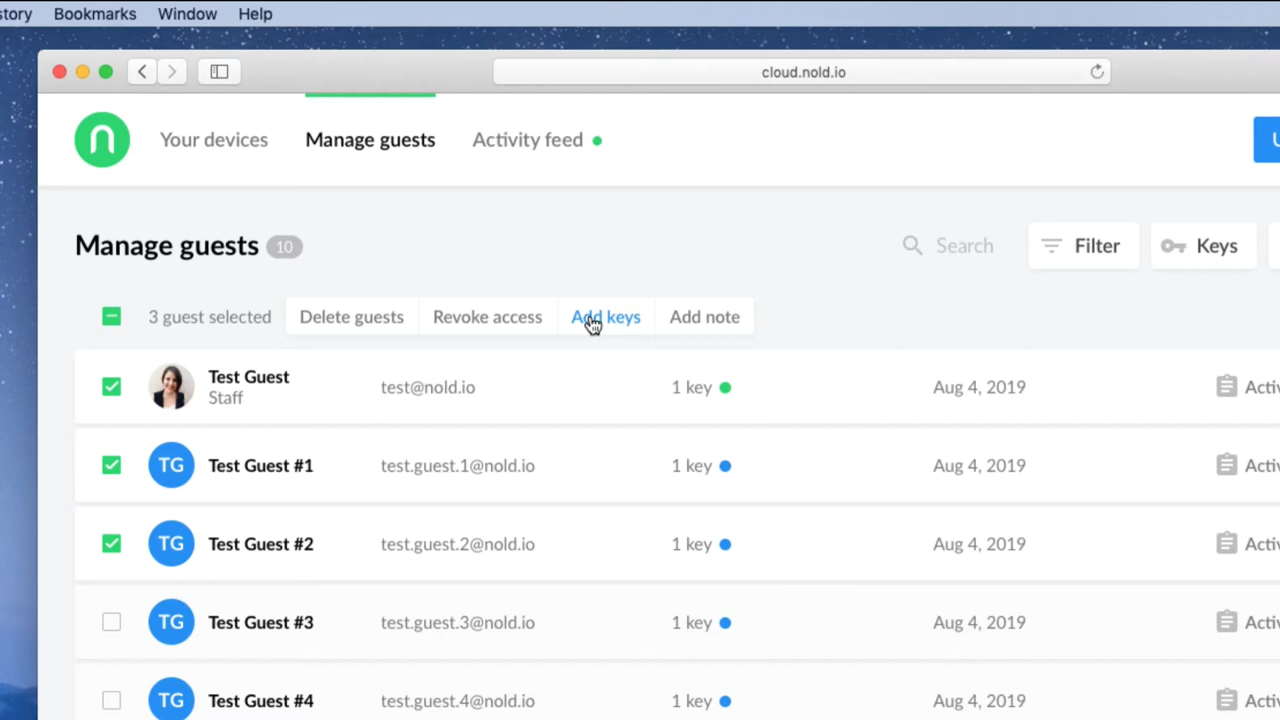 story Bookmarks Window Help
cloud.nold.io
n Your devices Manage guests Activity feed
Manage guests 10 Search Filter Keys
3 guest selected Delete guests Revoke access Add keys Add note
Test Guest
Staff
test@nold.io 1 key Aug 4, 2019 Activ
TG Test Guest #1 test.guest.1@nold.io 1 key Aug 4, 2019 Activ
TG Test Guest #2 test.guest.2@nold.io 1 key Aug 4, 2019 Activ
TG Test Guest #3 test.guest.3@nold.io 1 key Aug 4, 2019 Activ
TG Test Guest #4 test.guest.4@nold.io 1 key Aug 4, 2019 Activ